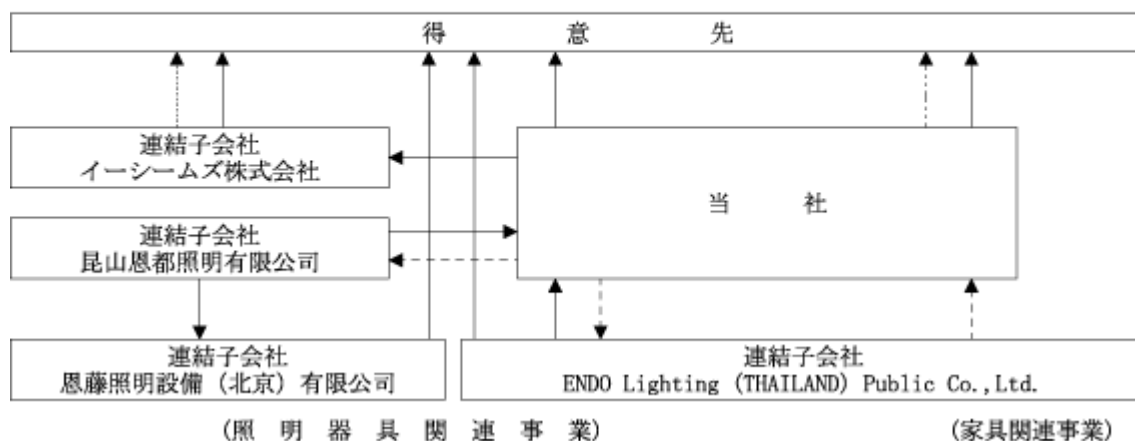 得意先
連結子会社
イーシームズ株式会社
当社
連結子会社
昆山恩都照明有限公司
連結子会社
恩藤照明設備（北京）有限公司
連結子会社
ENDO Lighting (THAILAND) Public Co.,Ltd.
(照明器具関連事業)
(家具関連事業)